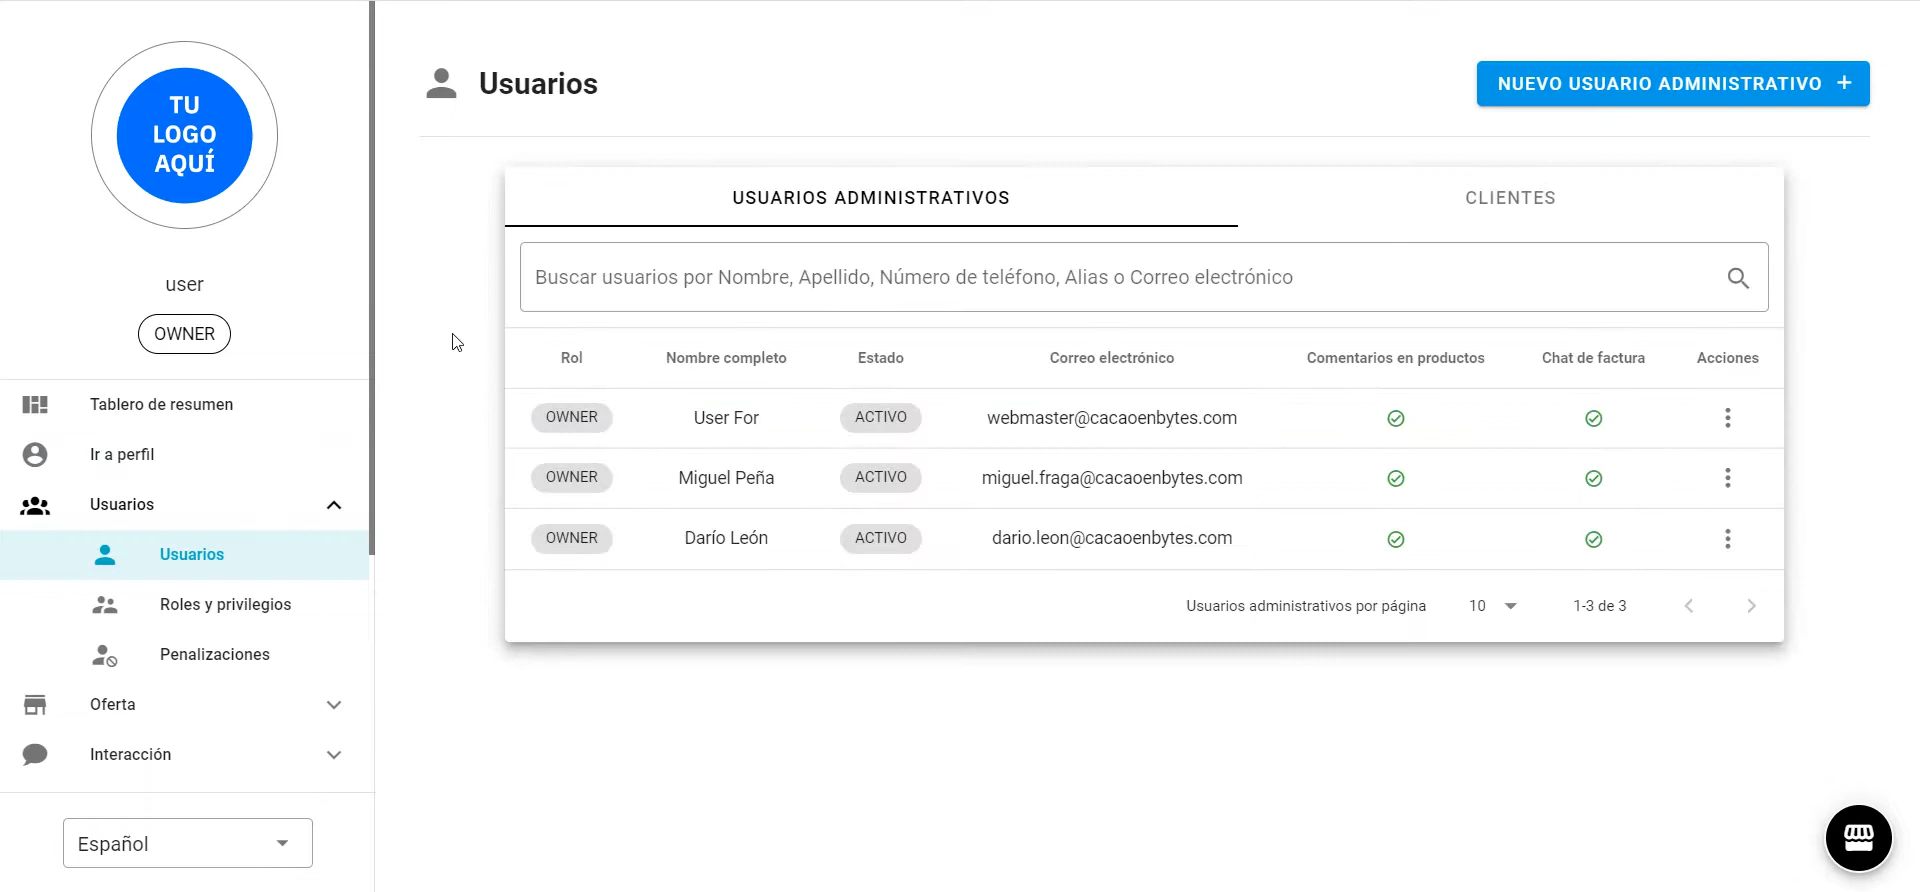 TU
LOGO
AQUÍ
user
OWNER
Tablero de resumen
Ir a perfil
Usuarios
Usuarios
Roles y privilegios
Penalizaciones
Oferta
Interacción
Español
Usuarios
NUEVO USUARIO ADMINISTRATIVO +
USUARIOS ADMINISTRATIVOS CLIENTES
Buscar usuarios por Nombre, Apellido, Número de teléfono, Alias o Correo electrónico
Rol Nombre completo Estado Correo electrónico Comentarios en productos Chat de factura Acciones
OWNER User For ACTIVO webmaster@cacaoenbytes.com
OWNER Miguel Peña ACTIVO miguel.fraga@cacaoenbytes.com
OWNER Darío León ACTIVO dario.leon@cacaoenbytes.com
Usuarios administrativos por página 10 1-3 de 3